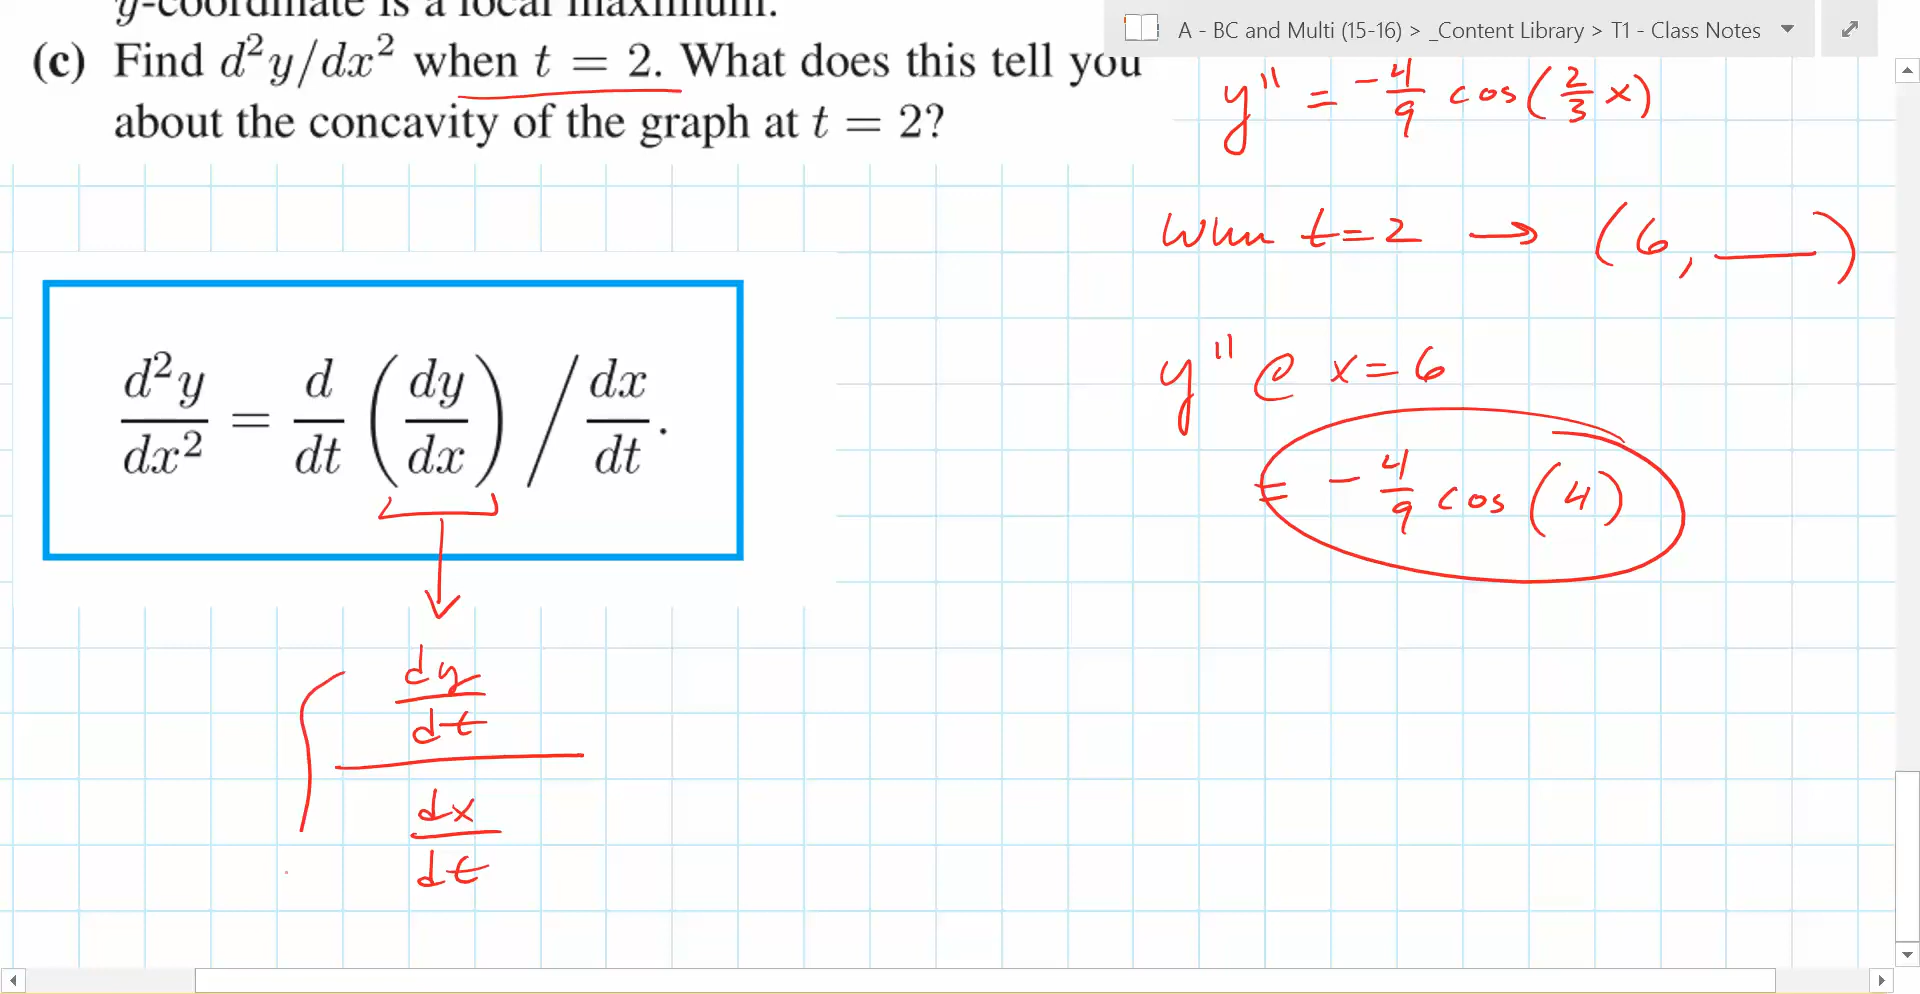 y-coordinate is a local maximum.
(c) Find d²y/dx² when t = 2. What does this tell you
about the concavity of the graph at t = 2?
A - BC and Multi (15-16) > _Content Library > T1 - Class Notes
y'' = -4/9 cos(2/3 x)
When t=2 → (6, ___)
y'' @ x=6
= -4/9 cos(4)
d²y/dx² = d/dt (dy/dx) / dx/dt.
dy
dt
dx
dt